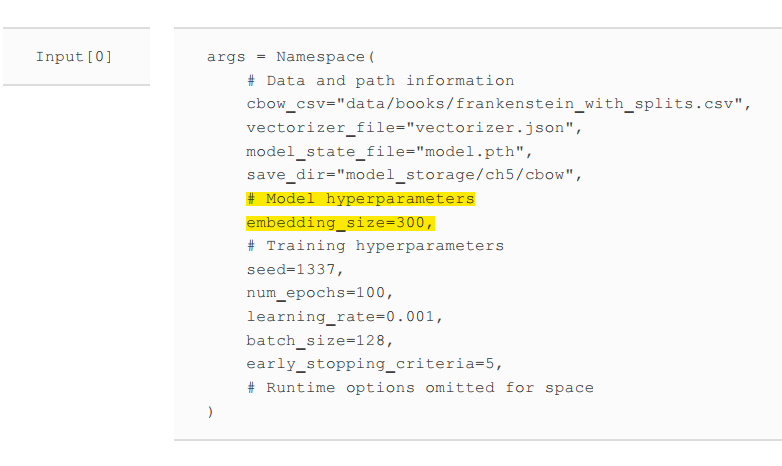 Input[0]
args = Namespace(
# Data and path information
cbow_csv="data/books/frankenstein_with_splits.csv",
vectorizer_file="vectorizer.json",
model_state_file="model.pth",
save_dir="model_storage/ch5/cbow",
# Model hyperparameters
embedding_size=300,
# Training hyperparameters
seed=1337,
num_epochs=100,
learning_rate=0.001,
batch_size=128,
early_stopping_criteria=5,
# Runtime options omitted for space
)